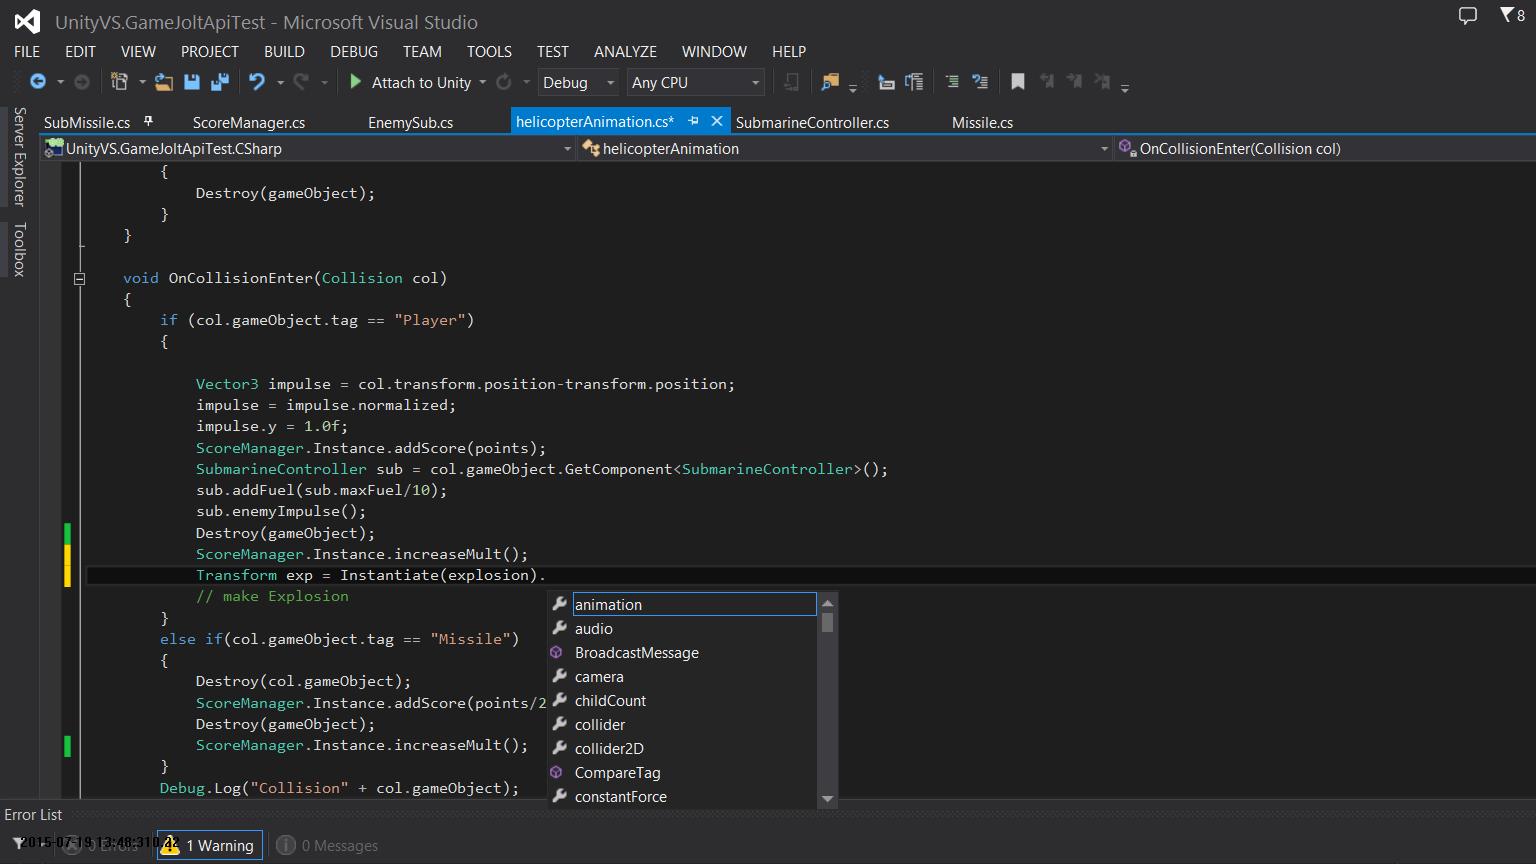 UnityVS.GameJoltApiTest - Microsoft Visual Studio
8
FILE EDIT VIEW PROJECT BUILD DEBUG TEAM TOOLS TEST ANALYZE WINDOW HELP
Attach to Unity Debug Any CPU
Server Explorer
Toolbox
SubMissile.cs ScoreManager.cs EnemySub.cs helicopterAnimation.cs* SubmarineController.cs Missile.cs
UnityVS.GameJoltApiTest.CSharp helicopterAnimation OnCollisionEnter(Collision col)
{
Destroy(gameObject);
}
}
void OnCollisionEnter(Collision col)
{
if (col.gameObject.tag == "Player")
{
Vector3 impulse = col.transform.position-transform.position;
impulse = impulse.normalized;
impulse.y = 1.0f;
ScoreManager.Instance.addScore(points);
SubmarineController sub = col.gameObject.GetComponent<SubmarineController>();
sub.addFuel(sub.maxFuel/10);
sub.enemyImpulse();
Destroy(gameObject);
ScoreManager.Instance.increaseMult();
Transform exp = Instantiate(explosion).
// make Explosion
}
else if(col.gameObject.tag == "Missile")
{
Destroy(col.gameObject);
ScoreManager.Instance.addScore(points/2
Destroy(gameObject);
ScoreManager.Instance.increaseMult();
}
Debug.Log("Collision" + col.gameObject);
animation
audio
BroadcastMessage
camera
childCount
collider
collider2D
CompareTag
constantForce
Error List
0 Errors 1 Warning 0 Messages